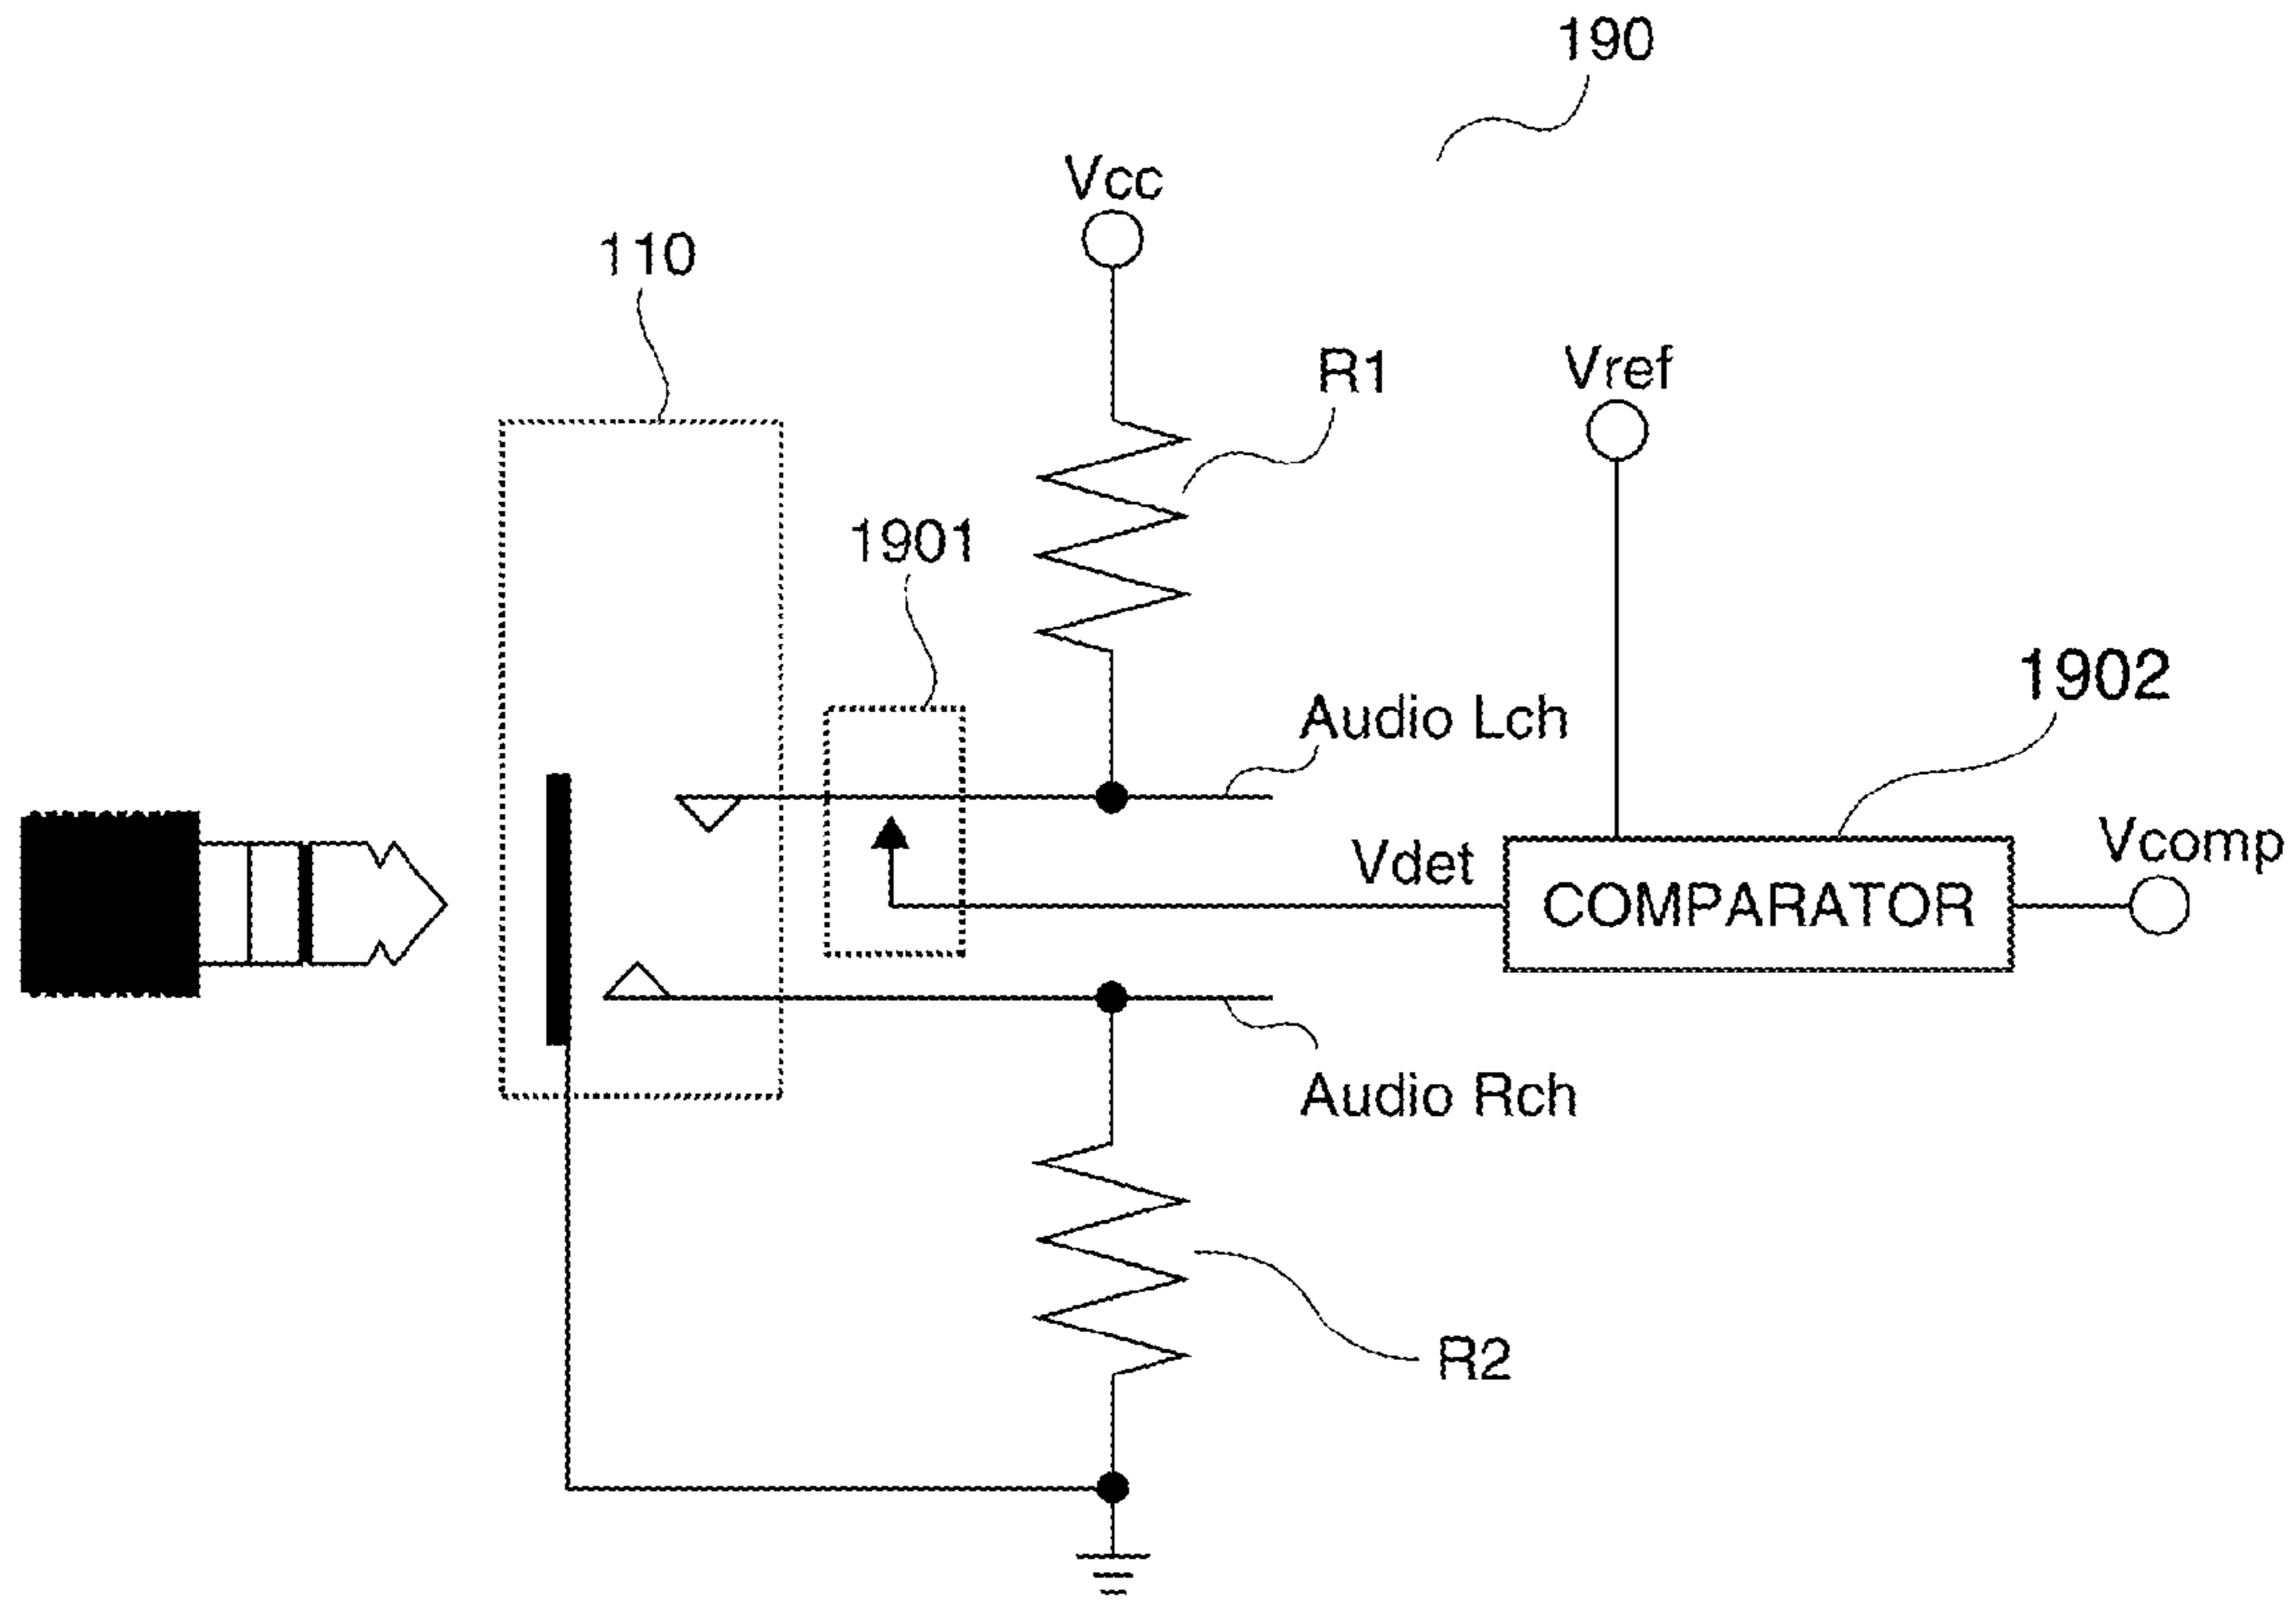 190
Vcc
110
R1
Vref
1901
1902
Audio Lch
Vcomp
Vdet
COMPARATOR
Audio Rch
R2